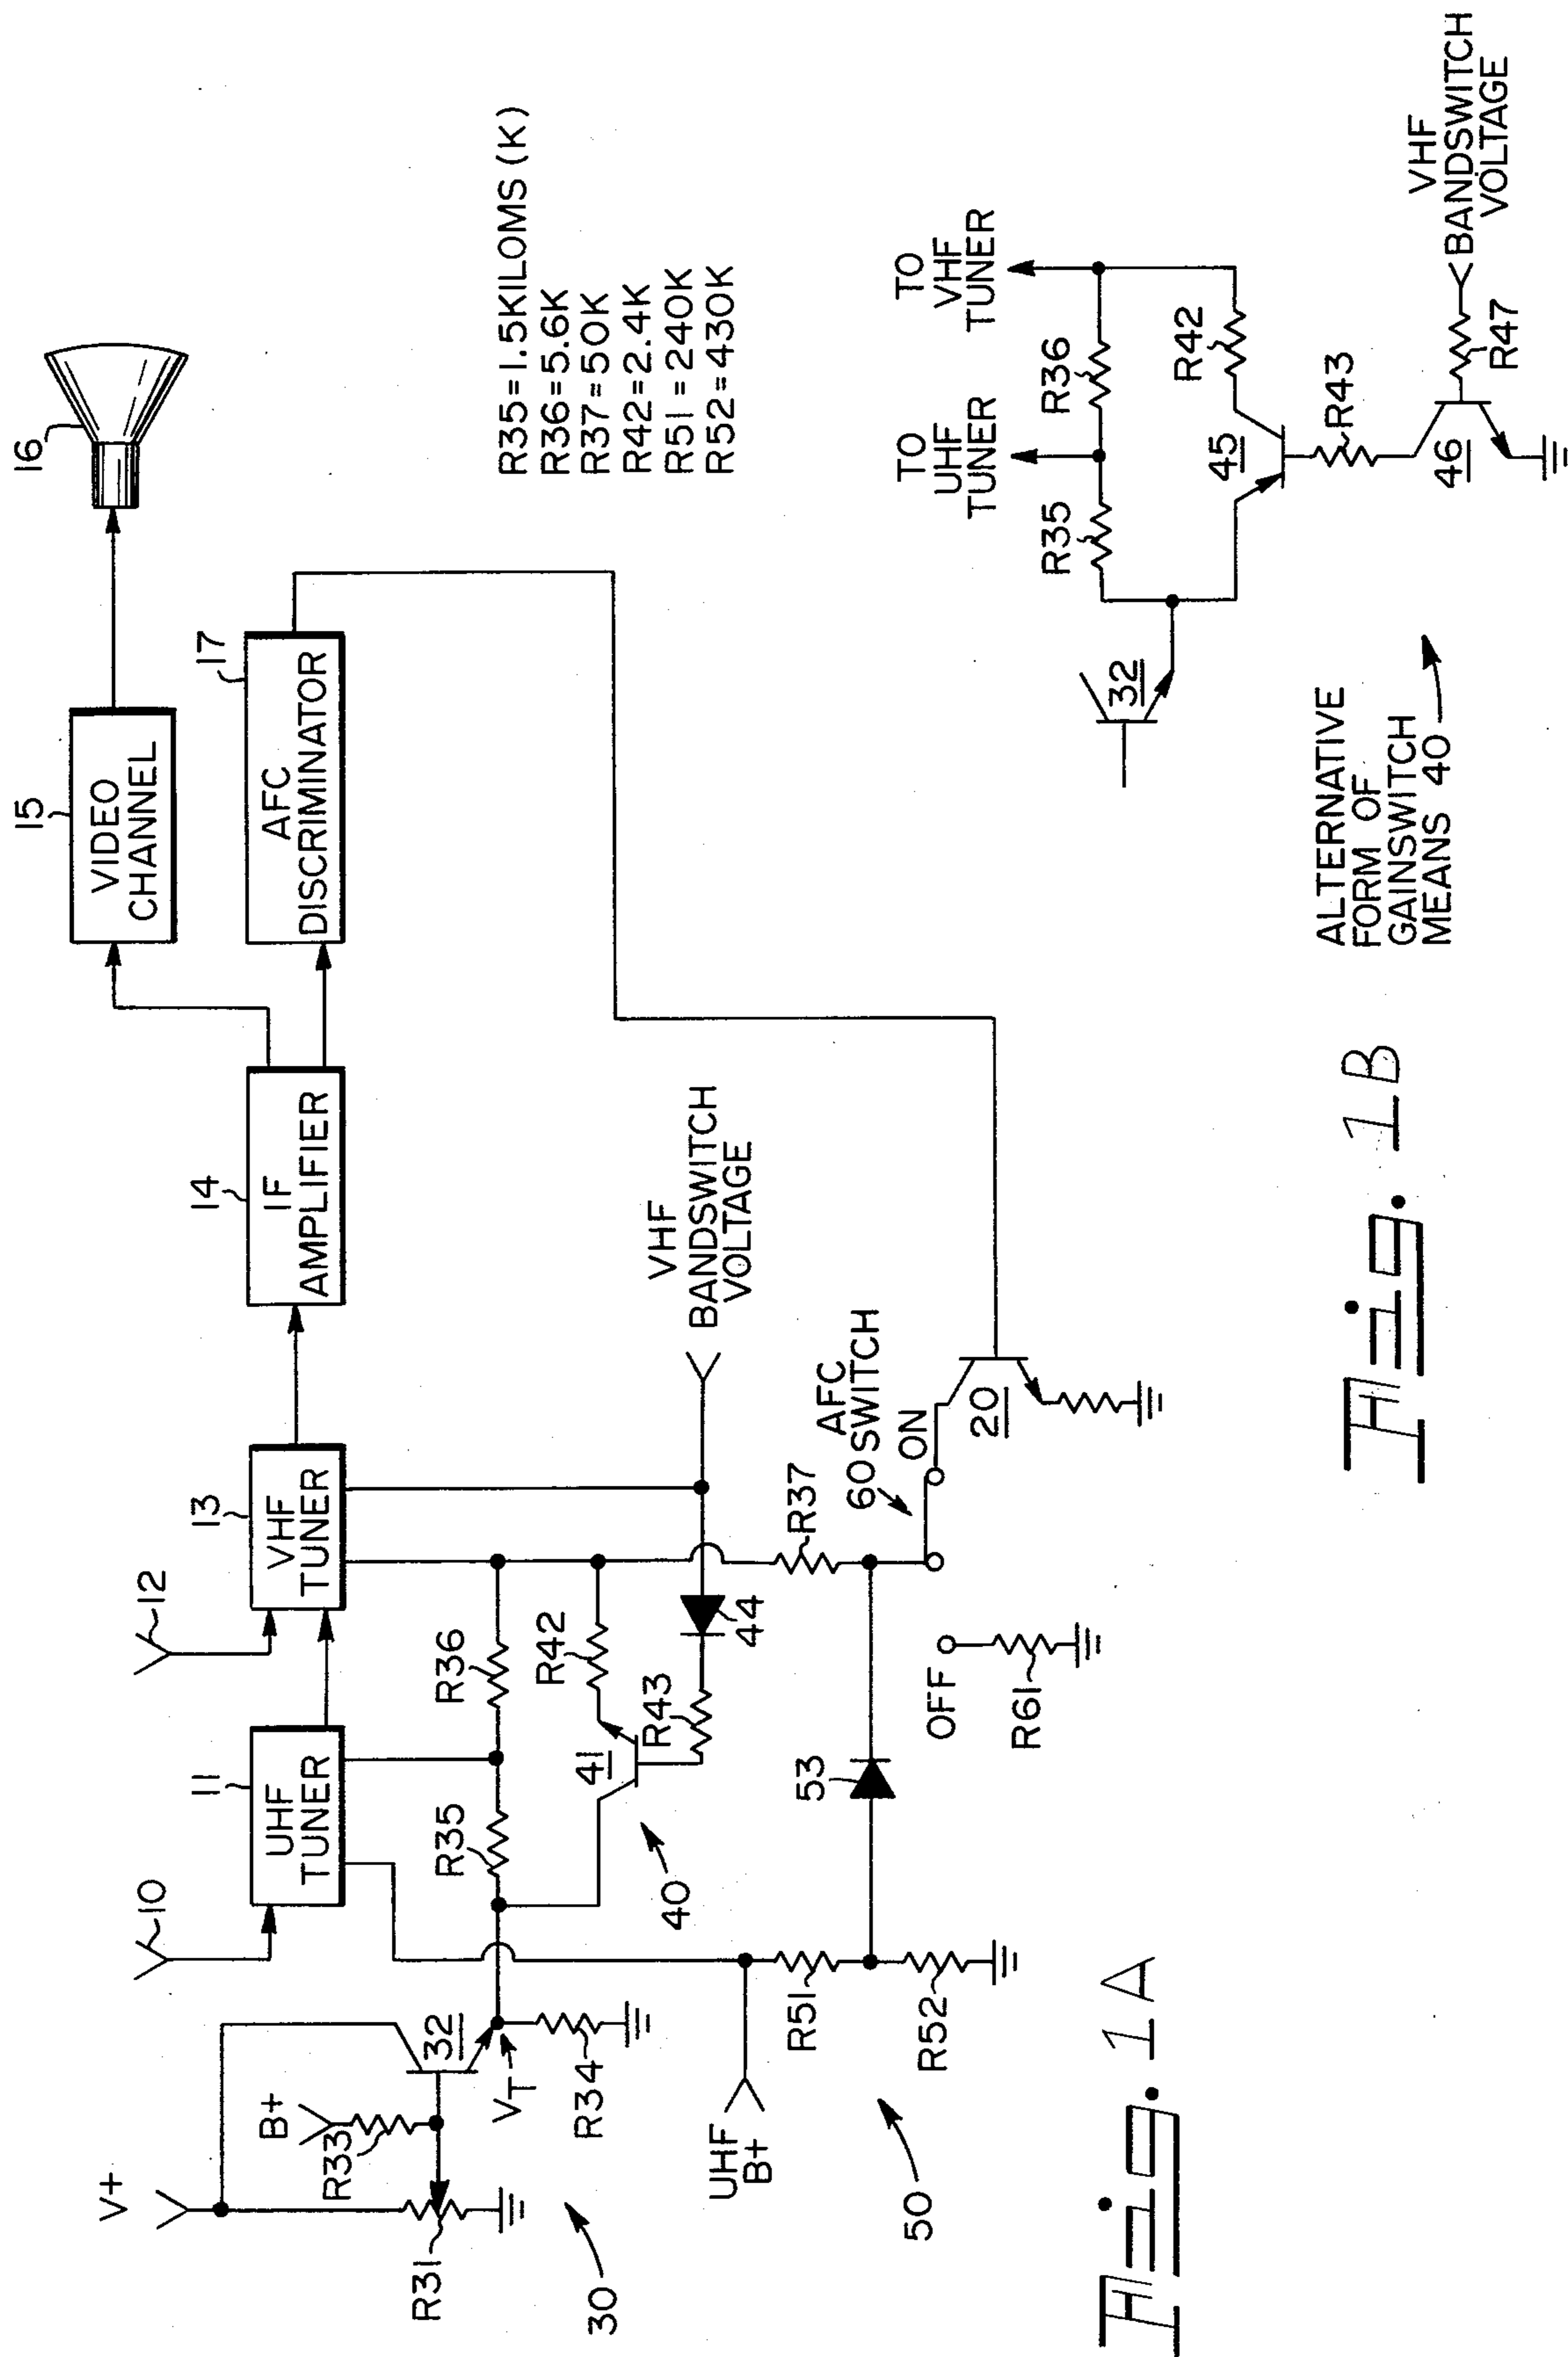 16
15
VIDEO
CHANNEL
17
AFC
DISCRIMINATOR
14
IF
AMPLIFIER
13
VHF
TUNER
12
11
UHF
TUNER
10
V+
B+
R33
R31
32
VT
R34
30
R35
R36
R42
41
R43
44
40
VHF
BANDSWITCH
VOLTAGE
UHF
B+
R51
R52
50
53
R37
AFC
60 SWITCH
ON
OFF
R61
20
R35=1.5KILOMS (K)
R36=5.6K
R37=50K
R42=2.4K
R51=240K
R52=430K
Fig. 1A
TO
UHF
TUNER
TO
VHF
TUNER
R35
R36
32
R42
45
R43
46
R47
VHF
BANDSWITCH
VOLTAGE
ALTERNATIVE
FORM OF
GAINSWITCH
MEANS 40
Fig. 1B